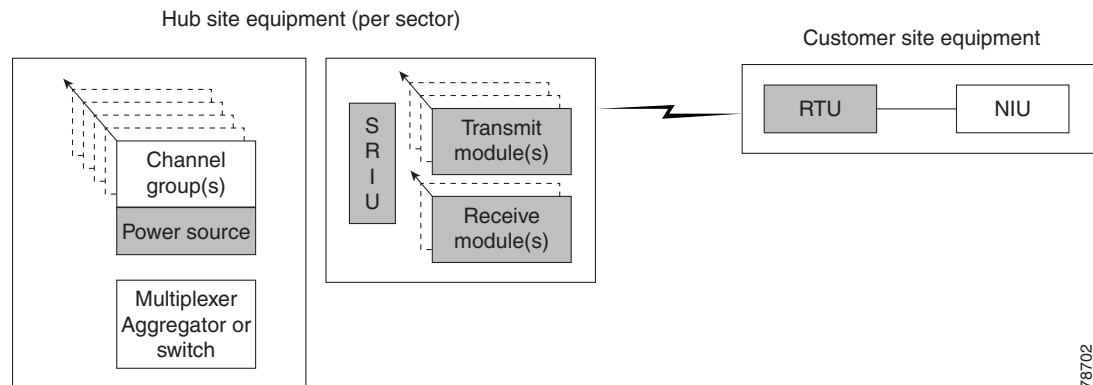 Hub site equipment (per sector)
Customer site equipment
Channel
group(s)
Power source
Multiplexer
Aggregator or
switch
S
R
I
U
Transmit
module(s)
Receive
module(s)
RTU
NIU
78702